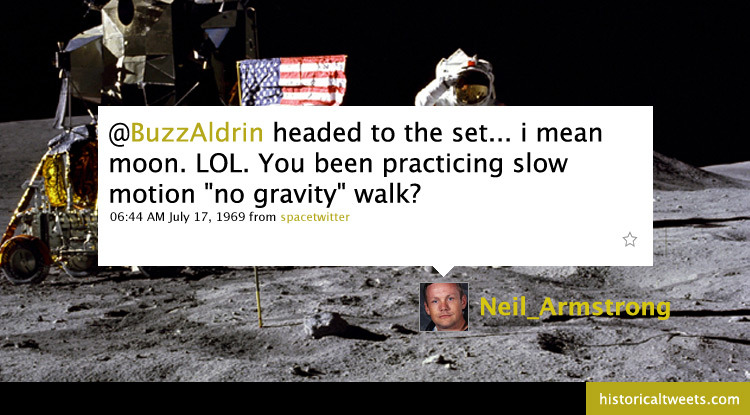 @BuzzAldrin headed to the set... i mean
moon. LOL. You been practicing slow
motion "no gravity" walk?
06:44 AM July 17, 1969 from spacetwitter
Neil_Armstrong
historicaltweets.com